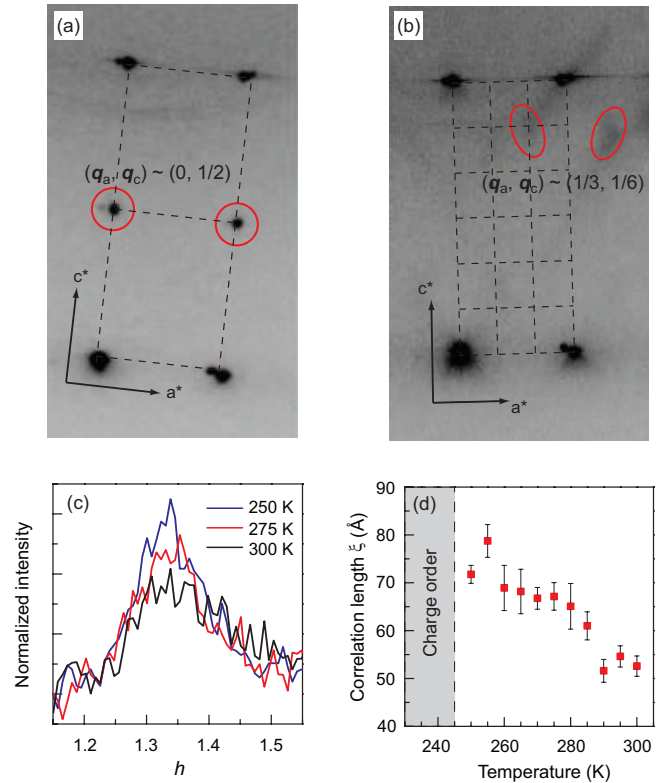 (a)
(b)
(q_a, q_c) ~ (0, 1/2)
(q_a, q_c) ~ (1/3, 1/6)
c*
a*
c*
a*
(c)
250 K
275 K
300 K
Normalized intensity
1.2 1.3 1.4 1.5
h
(d)
Correlation length ξ (Å)
90
80
70
60
50
40
Charge order
240 260 280 300
Temperature (K)